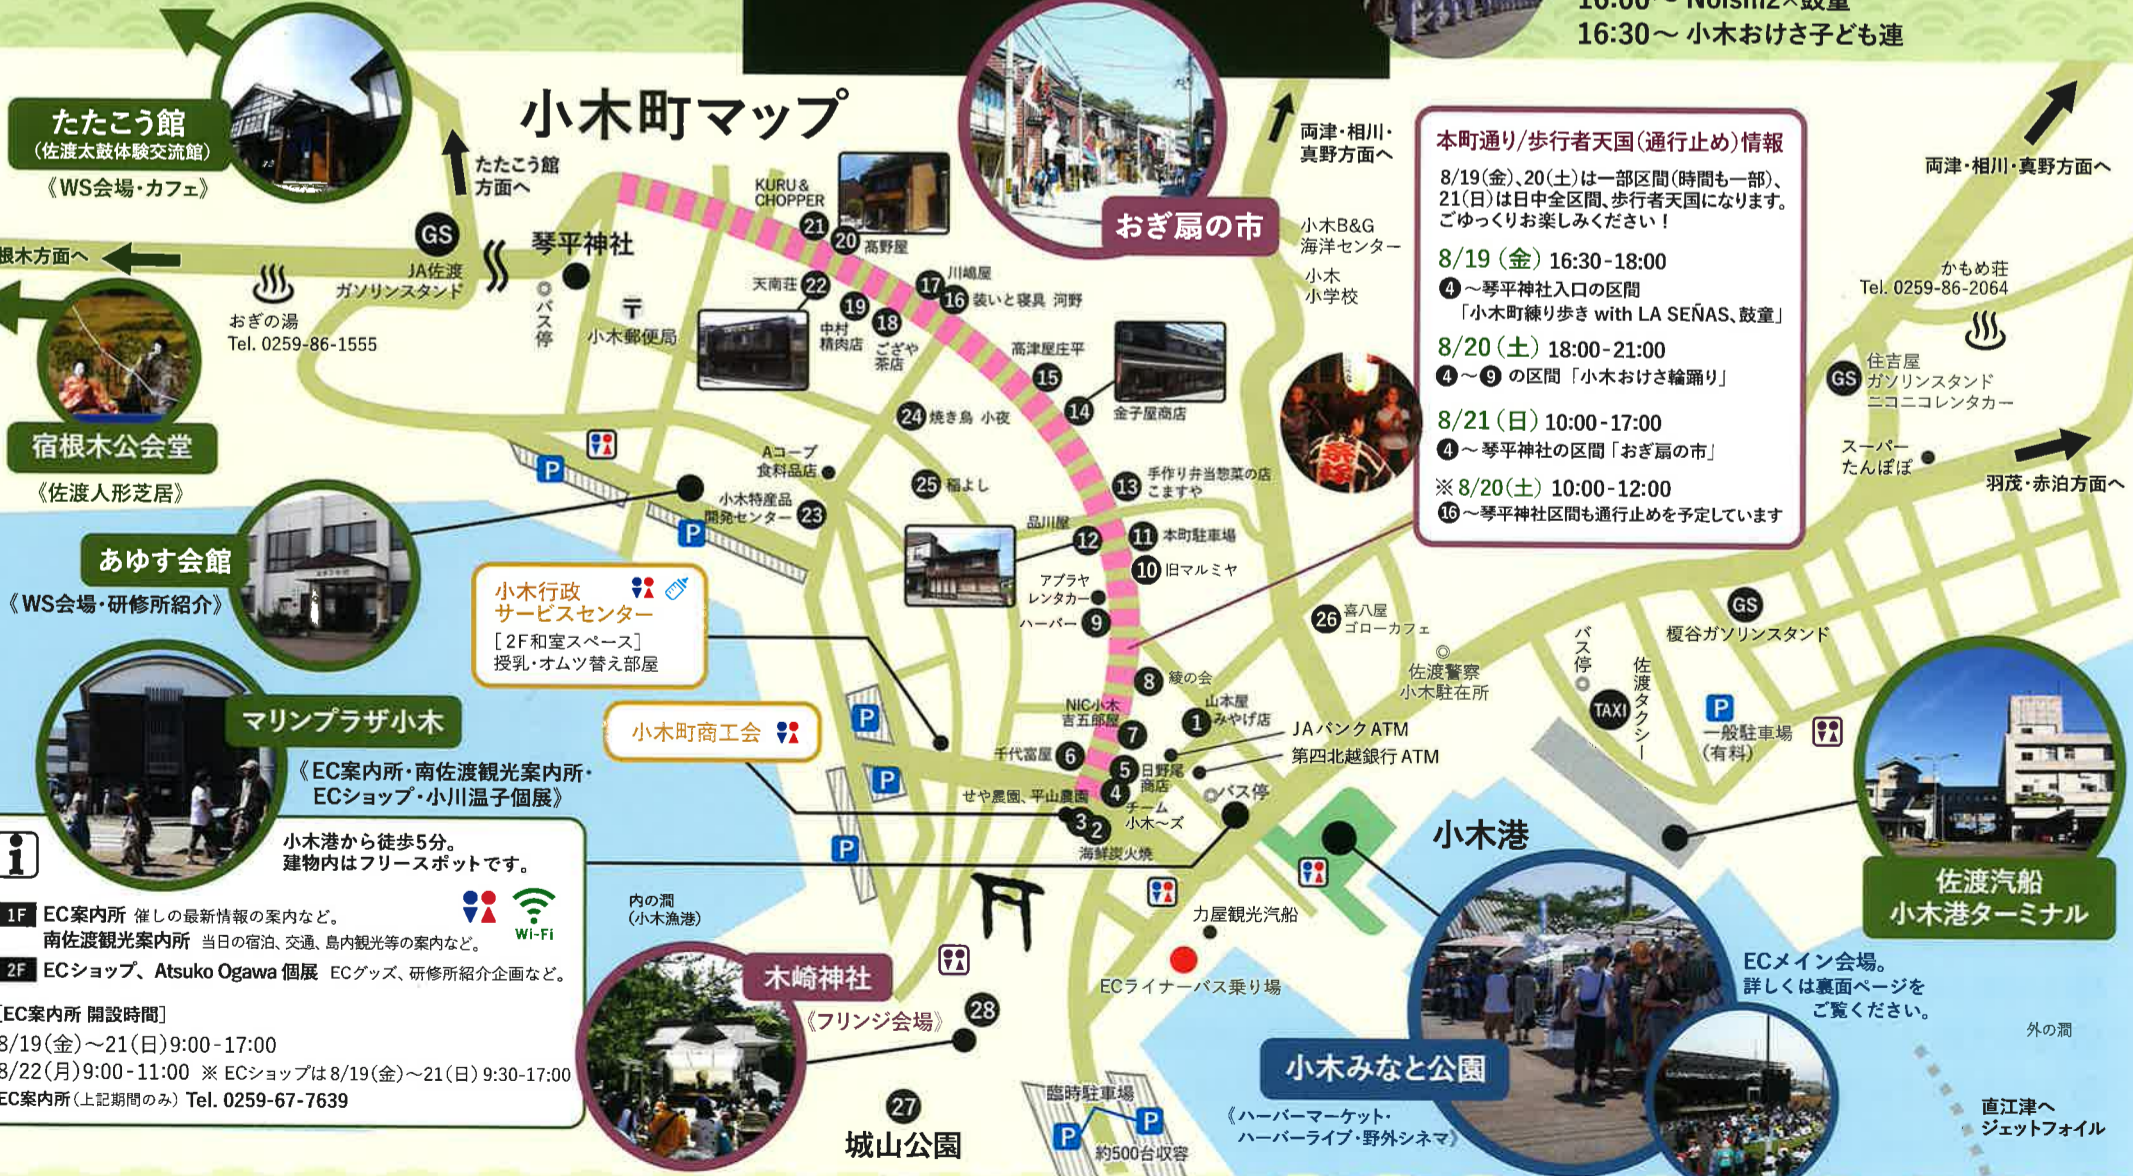 16:30～ 小木おけさ子ども連
小木町マップ
たたこう館
(佐渡太鼓体験交流館)
《WS会場・カフェ》
たたこう館
方面へ
根木方面へ
GS
JA佐渡
ガソリンスタンド
おぎの湯
Tel. 0259-86-1555
琴平神社
◎バス停
〒
小木郵便局
宿根木公会堂
《佐渡人形芝居》
あゆす会館
《WS会場・研修所紹介》
マリンプラザ小木
《EC案内所・南佐渡観光案内所・
ECショップ・小川温子個展》
i
小木港から徒歩5分。
建物内はフリースポットです。
Wi-Fi
1F EC案内所 催しの最新情報の案内など。
南佐渡観光案内所 当日の宿泊、交通、島内観光等の案内など。
2F ECショップ、Atsuko Ogawa 個展 ECグッズ、研修所紹介企画など。
[EC案内所 開設時間]
8/19(金)～21(日)9:00-17:00
8/22(月)9:00-11:00 ※ ECショップは8/19(金)～21(日) 9:30-17:00
EC案内所(上記期間のみ) Tel. 0259-67-7639
KURU &
CHOPPER
21
20 髙野屋
天南荘 22
19
中村
精肉店
18
ござや
茶店
17 川嶋屋
16 装いと寝具 河野
高津屋庄平
15
14 金子屋商店
24 焼き鳥 小夜
25 稲よし
Aコープ
食料品店
小木特産品
開発センター 23
13 手作り弁当惣菜の店
こますや
品川屋
12
11 本町駐車場
10 旧マルミヤ
アブラヤ
レンタカー
ハーバー 9
8 綾の会
NIC小木
吉五郎屋
7
1 山本屋
みやげ店
千代富屋 6
5 日野尾
商店
4
チーム
小木～ズ
せや農園、平山農園
3
2
海鮮炭火焼
JAバンクATM
第四北越銀行 ATM
◎バス停
P
P
P
P
P
小木行政
サービスセンター
[2F和室スペース]
授乳・オムツ替え部屋
小木町商工会
内の澗
(小木漁港)
木崎神社
《フリンジ会場》
28
27
城山公園
臨時駐車場
P
P
約500台収容
力屋観光汽船
ECライナーバス乗り場
おぎ扇の市
両津・相川・
真野方面へ
小木B&G
海洋センター
小木
小学校
本町通り/歩行者天国(通行止め)情報
8/19(金)、20(土)は一部区間(時間も一部)、
21(日)は日中全区間、歩行者天国になります。
ごゆっくりお楽しみください！
8/19 (金) 16:30-18:00
4～琴平神社入口の区間
「小木町練り歩き with LA SEÑAS、鼓童」
8/20 (土) 18:00-21:00
4～9 の区間「小木おけさ輪踊り」
8/21 (日) 10:00-17:00
4～琴平神社の区間「おぎ扇の市」
※8/20(土) 10:00-12:00
16～琴平神社区間も通行止めを予定しています
両津・相川・真野方面へ
かもめ荘
Tel. 0259-86-2064
GS 住吉屋
ガソリンスタンド
ニコニコレンタカー
スーパー
たんぽぽ
羽茂・赤泊方面へ
26 喜八屋
ゴローカフェ
◎
佐渡警察
小木駐在所
GS
榎谷ガソリンスタンド
バス停◎
TAXI
佐渡タクシー
P
一般駐車場
(有料)
小木港
佐渡汽船
小木港ターミナル
ECメイン会場。
詳しくは裏面ページを
ご覧ください。
小木みなと公園
《ハーバーマーケット・
ハーバーライブ・野外シネマ》
外の澗
直江津へ
ジェットフォイル